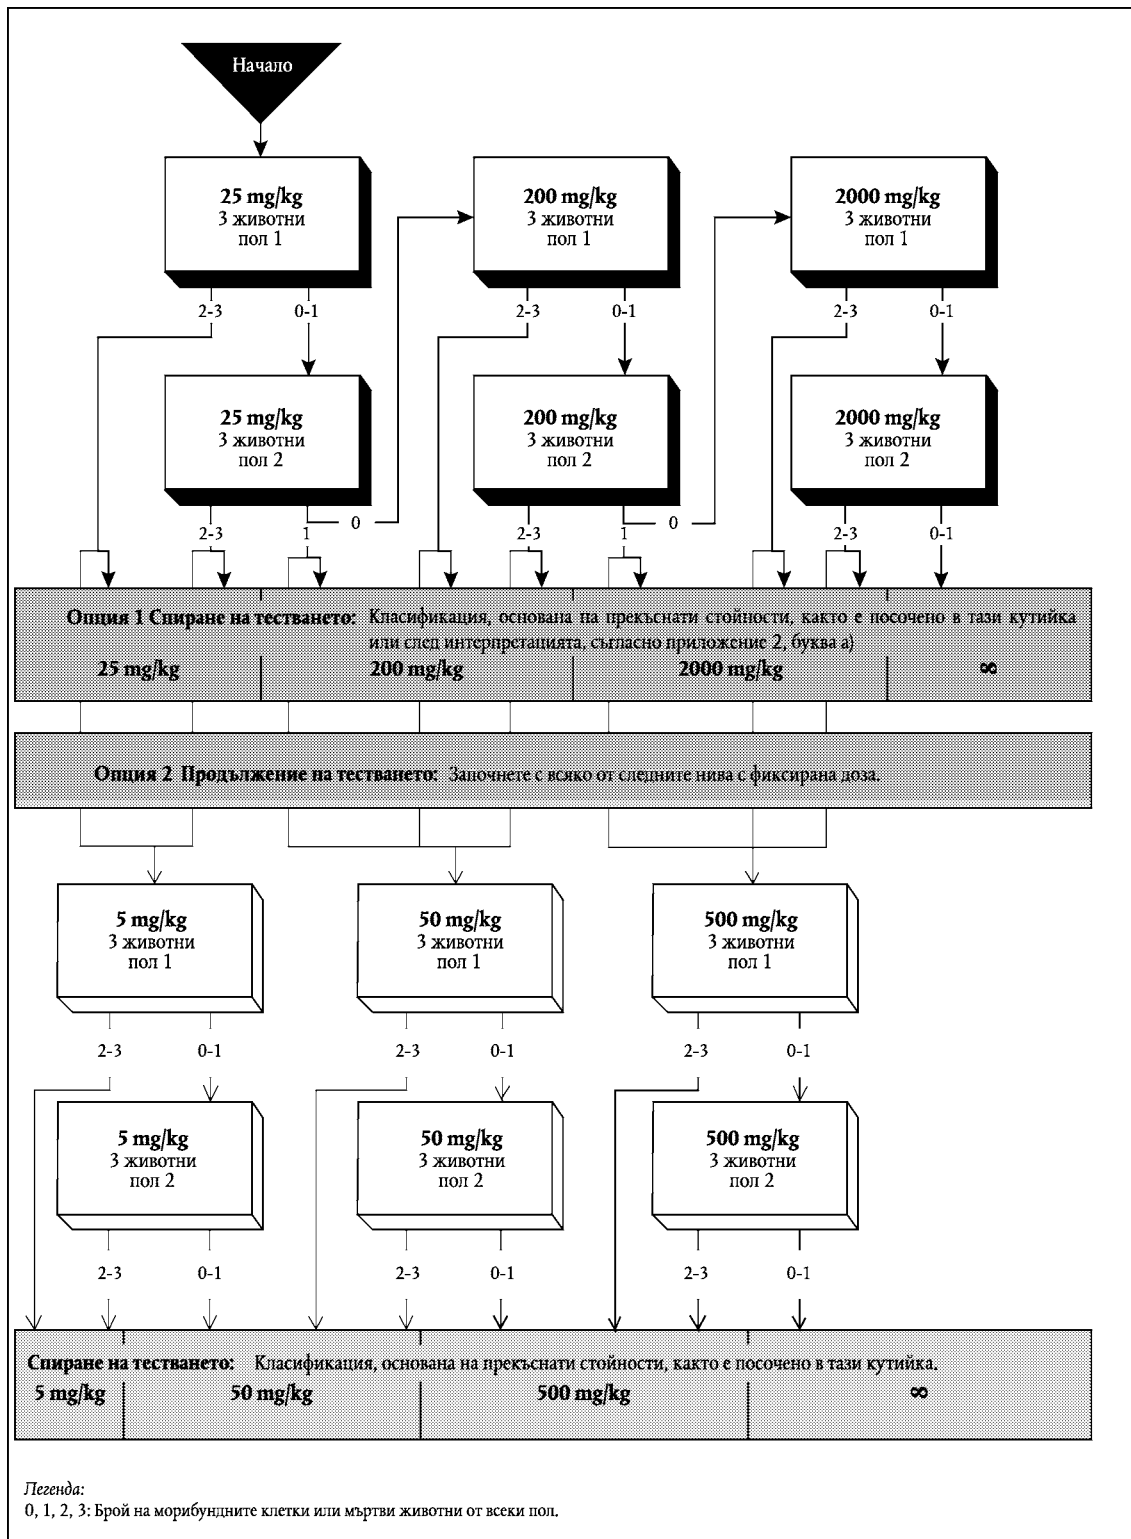 Начало
25 mg/kg
3 животни
пол 1
200 mg/kg
3 животни
пол 1
2000 mg/kg
3 животни
пол 1
2-3
0-1
2-3
0-1
2-3
0-1
25 mg/kg
3 животни
пол 2
200 mg/kg
3 животни
пол 2
2000 mg/kg
3 животни
пол 2
2-3
1
0
2-3
1
0
2-3
0-1
Опция 1 Спиране на тестването: Класификация, основана на прекъснати стойности, както е посочено в тази кутийка
или след интерпретацията, съгласно приложение 2, буква а)
25 mg/kg
200 mg/kg
2000 mg/kg
∞
Опция 2 Продължение на тестването: Започнете с всяко от следните нива с фиксирана доза.
5 mg/kg
3 животни
пол 1
50 mg/kg
3 животни
пол 1
500 mg/kg
3 животни
пол 1
2-3
0-1
2-3
0-1
2-3
0-1
5 mg/kg
3 животни
пол 2
50 mg/kg
3 животни
пол 2
500 mg/kg
3 животни
пол 2
2-3
0-1
2-3
0-1
2-3
0-1
Спиране на тестването: Класификация, основана на прекъснати стойности, както е посочено в тази кутийка.
5 mg/kg
50 mg/kg
500 mg/kg
∞
Легенда:
0, 1, 2, 3: Брой на морибундните клетки или мъртви животни от всеки пол.